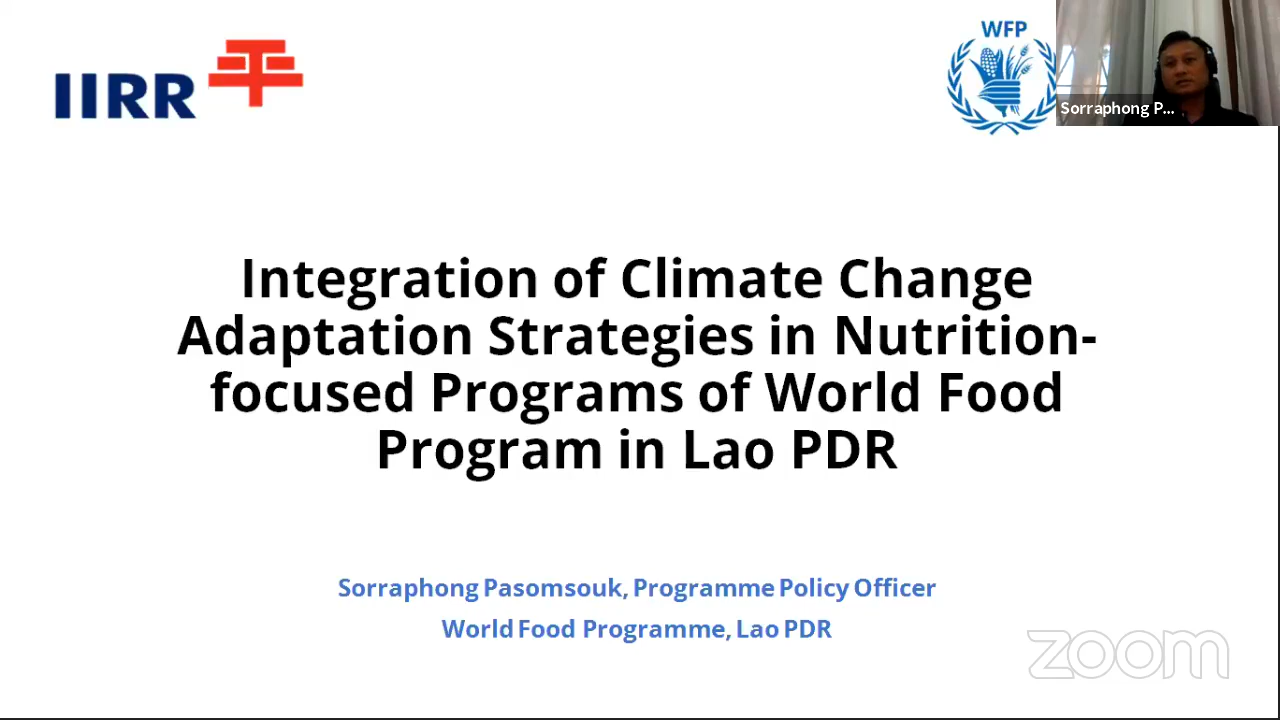 IIRR
WFP
Sorraphong P...
Integration of Climate Change
Adaptation Strategies in Nutrition-
focused Programs of World Food
Program in Lao PDR
Sorraphong Pasomsouk, Programme Policy Officer
World Food Programme, Lao PDR
zoom